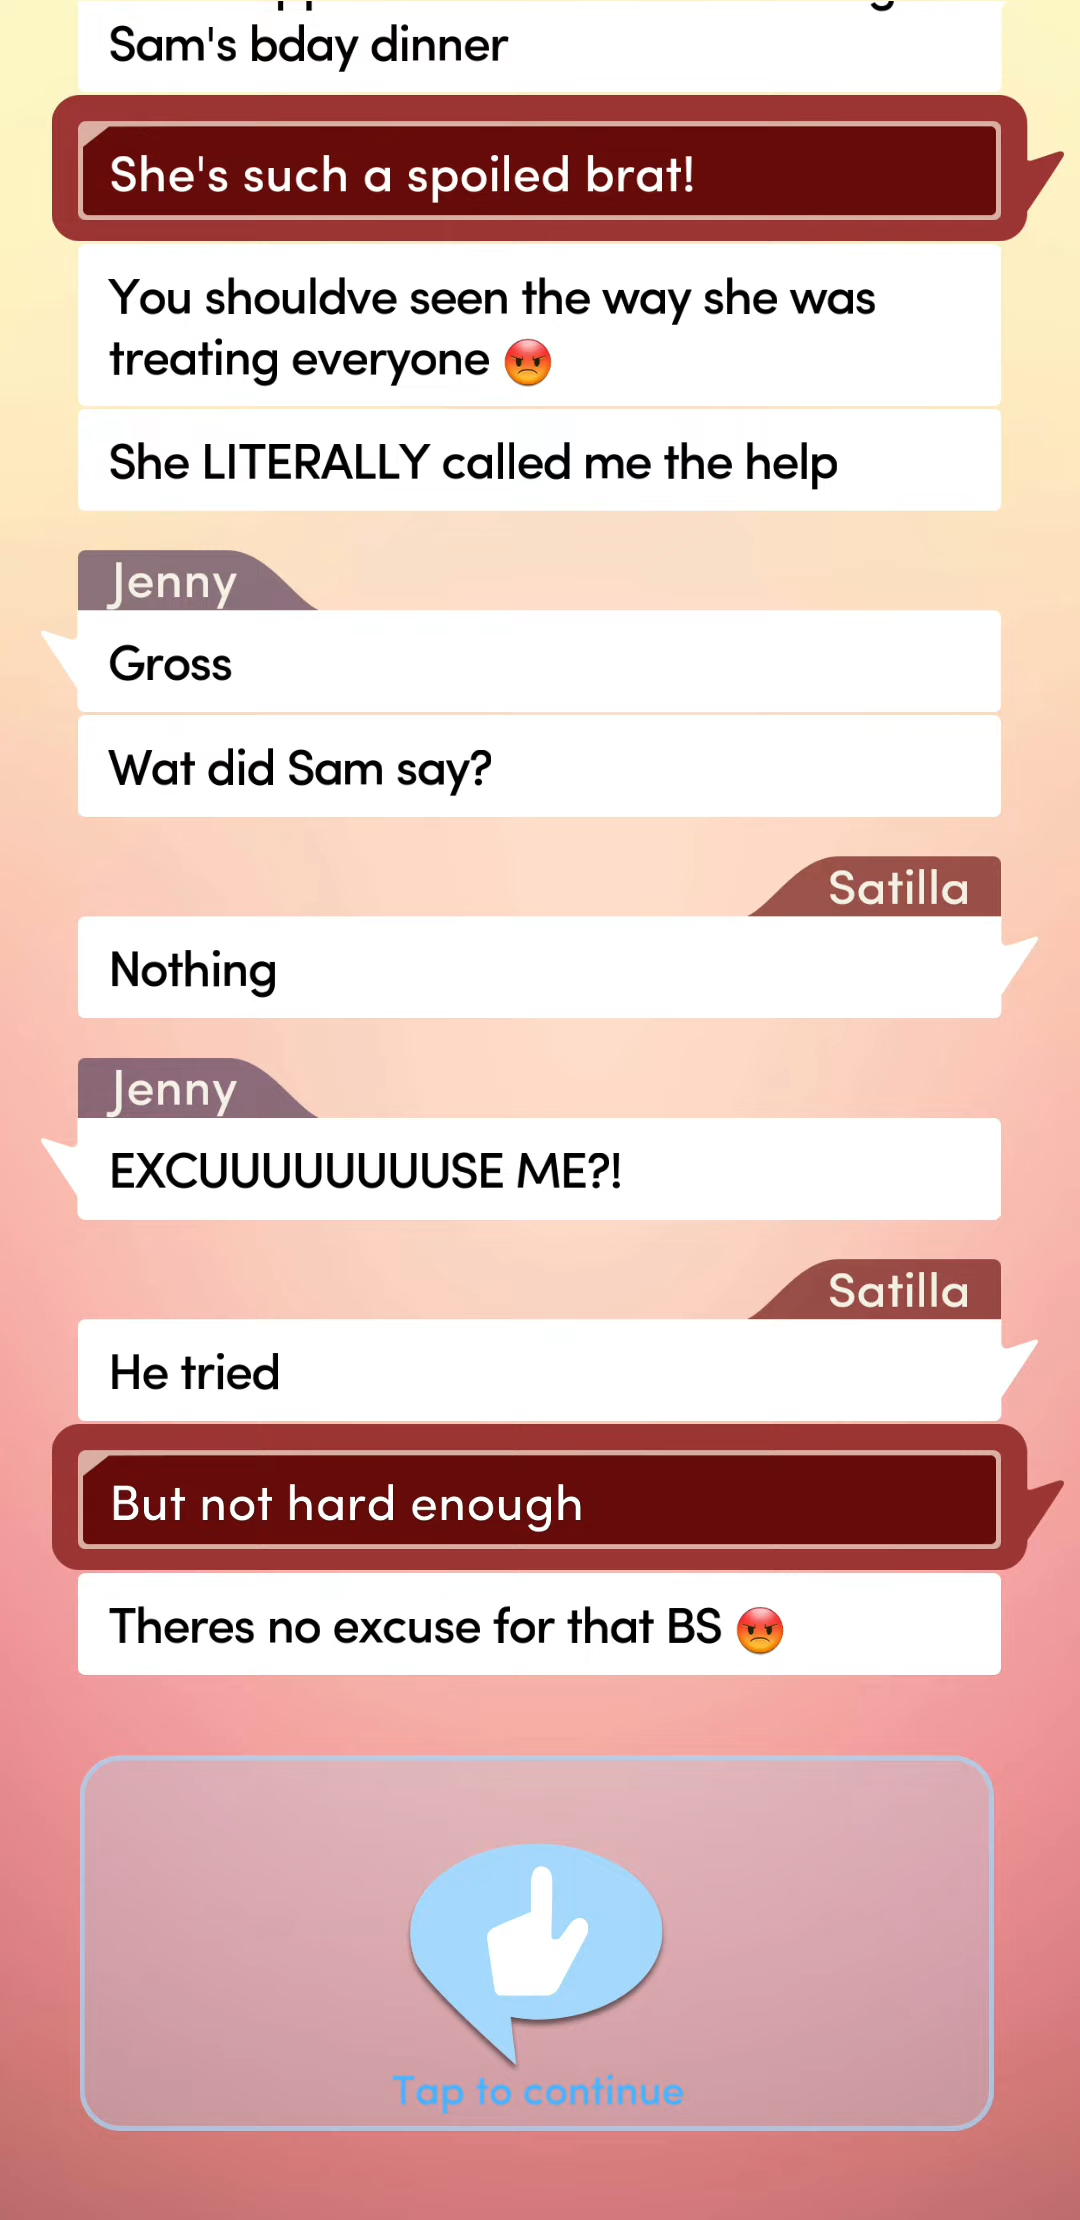 Sam's bday dinner
She's such a spoiled brat!
You shouldve seen the way she was
treating everyone 😡
She LITERALLY called me the help
Jenny
Gross
Wat did Sam say?
Satilla
Nothing
Jenny
EXCUUUUUUUUSE ME?!
Satilla
He tried
But not hard enough
Theres no excuse for that BS 😡
Tap to continue